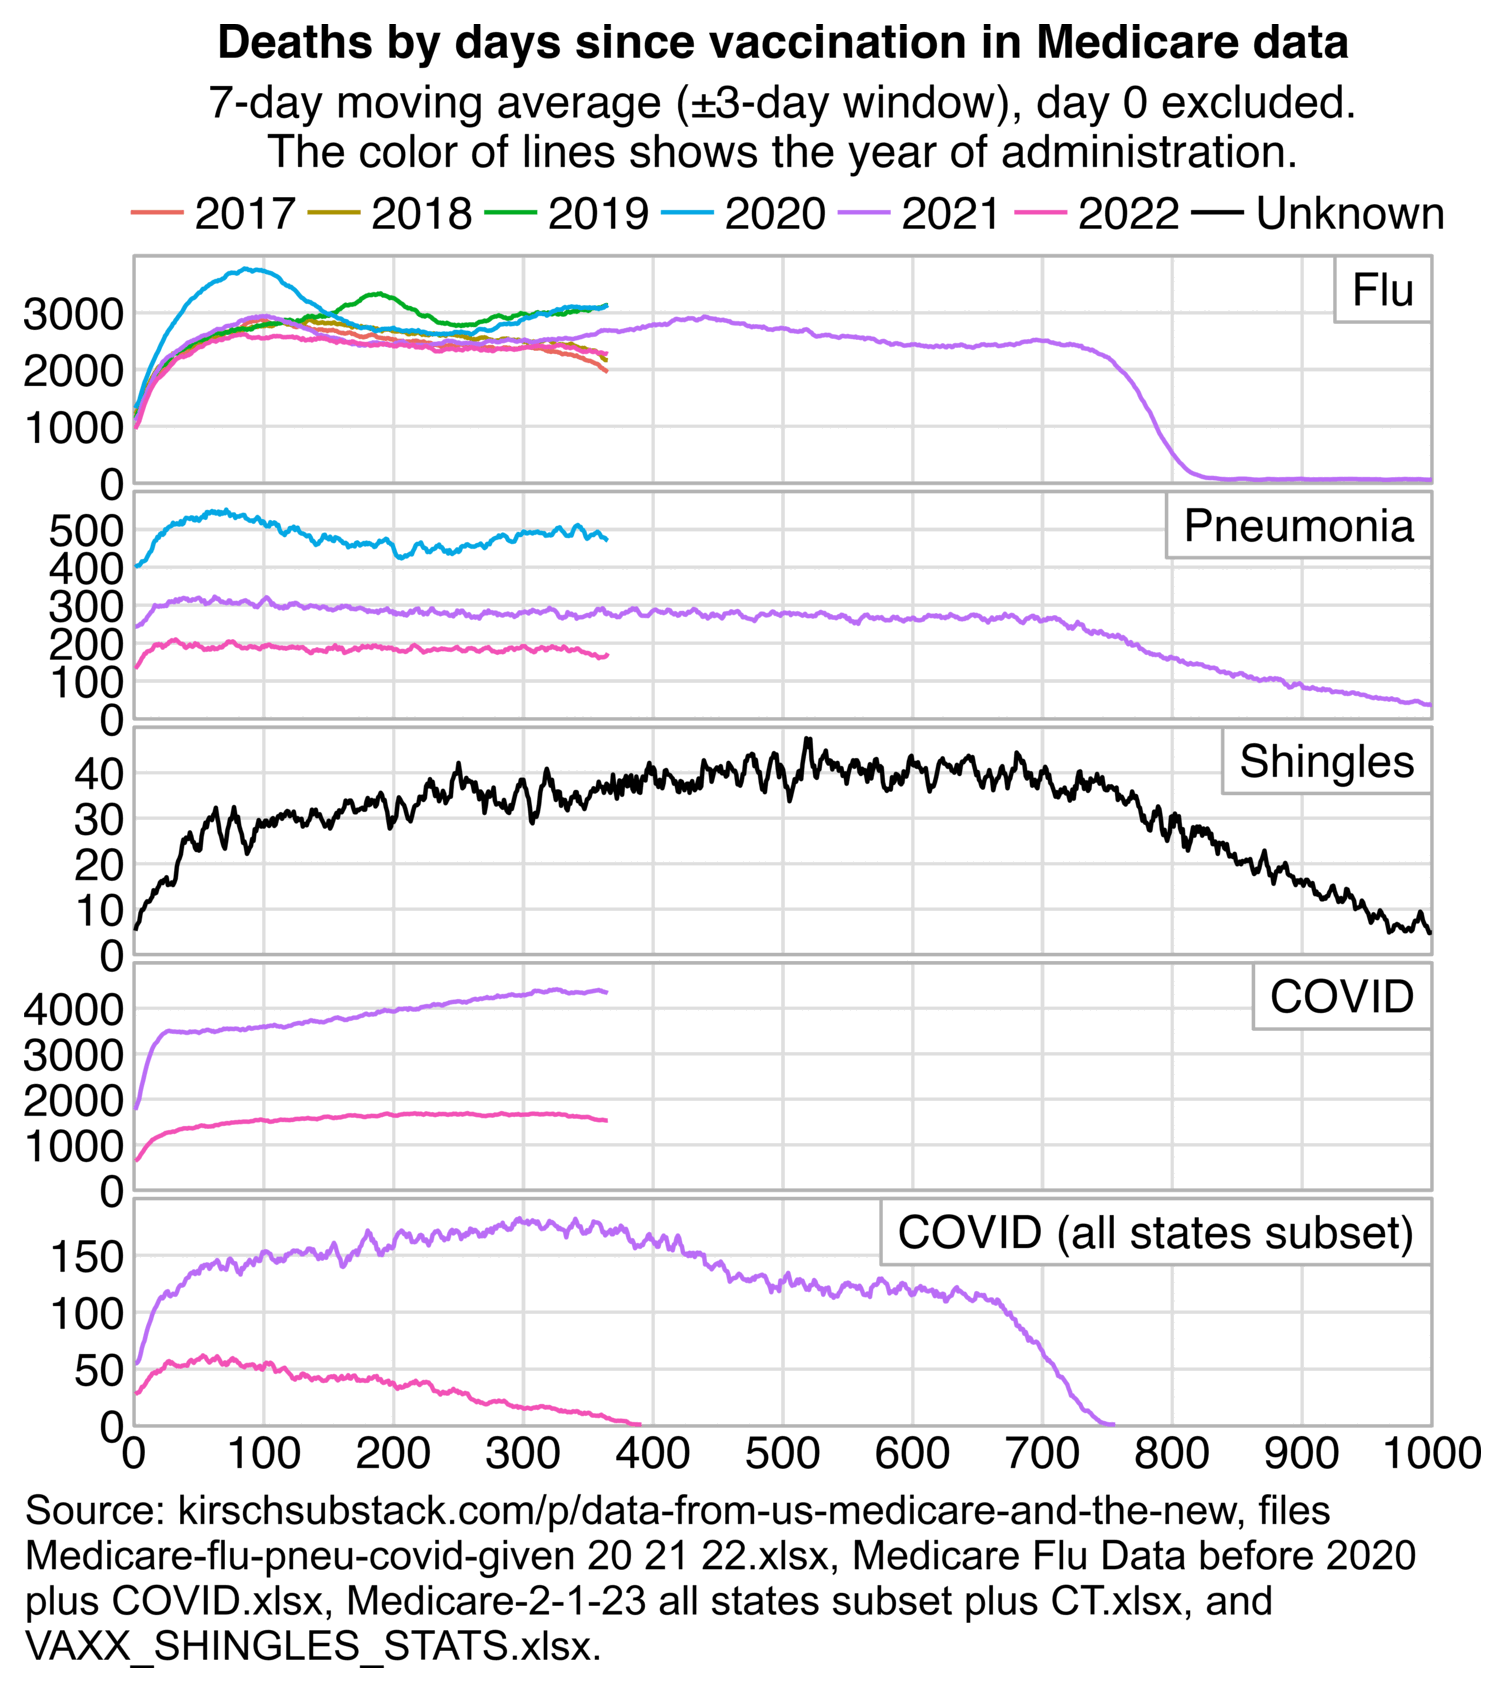 Deaths by days since vaccination in Medicare data
7-day moving average (±3-day window), day 0 excluded.
The color of lines shows the year of administration.
2017 2018 2019 2020 2021 2022 Unknown
Flu
3000
2000
1000
0
Pneumonia
500
400
300
200
100
0
Shingles
40
30
20
10
0
COVID
4000
3000
2000
1000
0
COVID (all states subset)
150
100
50
0
0 100 200 300 400 500 600 700 800 900 1000
Source: kirschsubstack.com/p/data-from-us-medicare-and-the-new, files
Medicare-flu-pneu-covid-given 20 21 22.xlsx, Medicare Flu Data before 2020
plus COVID.xlsx, Medicare-2-1-23 all states subset plus CT.xlsx, and
VAXX_SHINGLES_STATS.xlsx.